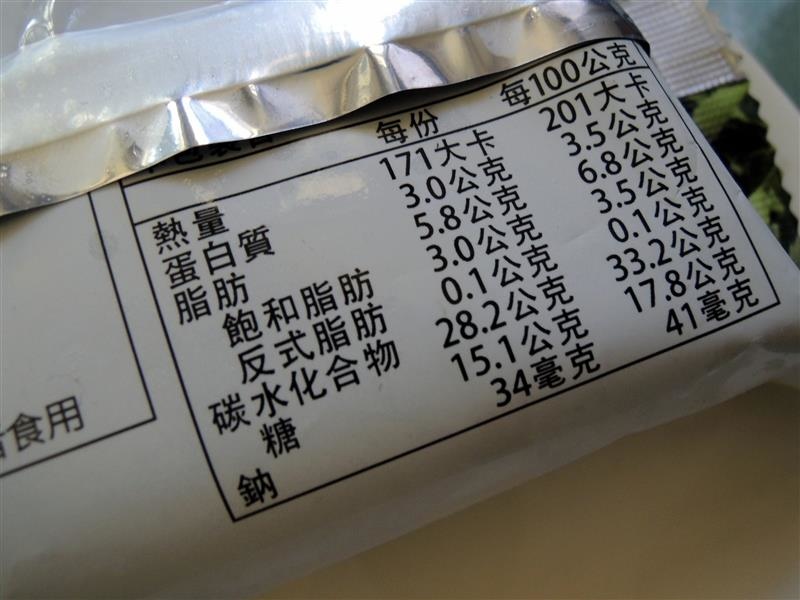 每份 每100公克
熱量 171大卡 201大卡
蛋白質 3.0公克 3.5公克
脂肪 5.8公克 6.8公克
飽和脂肪 3.0公克 3.5公克
反式脂肪 0.1公克 0.1公克
碳水化合物 28.2公克 33.2公克
糖 15.1公克 17.8公克
鈉 34毫克 41毫克
食用